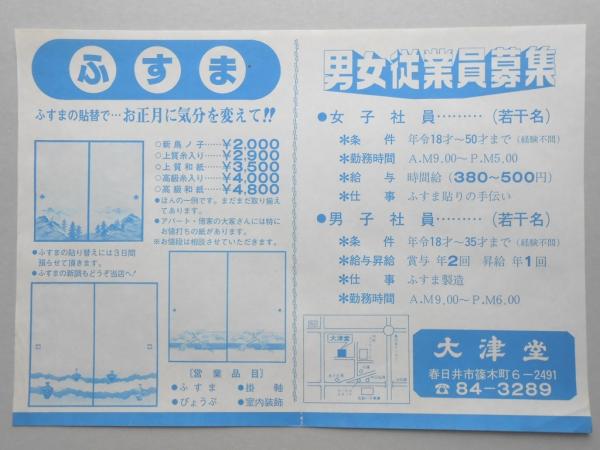 ふすま
ふすまの貼替で…お正月に気分を変えて!!
○新鳥ノ子……¥2,000
○上質糸入り…¥2,900
○上質和紙……¥3,500
○高級糸入り…¥4,000
○高級和紙……¥4,800
●ほんの一例です。まだまだ取り揃えてあります。
●アパート・借家の大家さんには特にお値打ちの紙があります。
※お値段は相談させていただきます。
●ふすまの貼り替えには3日間
掛らせて頂きます。
●ふすまの新調もどうぞ当店へ!
〔営業品目〕
●ふすま ●掛軸
●びょうぶ ●室内装飾
男女従業員募集
●女子社員………(若干名)
＊条件 年令18才〜50才まで(経験不問)
＊勤務時間 A.M9,00〜P.M5,00
＊給与 時間給(380〜500円)
＊仕事 ふすま貼りの手伝い
●男子社員………(若干名)
＊条件 年令18才〜35才まで(経験不問)
＊給与昇給 賞与 年2回 昇給 年1回
＊仕事 ふすま製造
＊勤務時間 A.M9,00〜P.M6,00
大津堂
大津堂
春日井市篠木町6−2491
☎84-3289